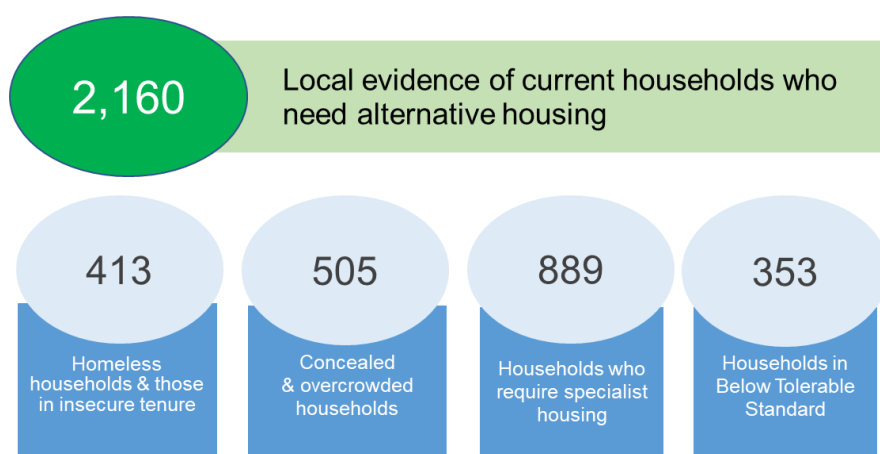 2,160
Local evidence of current households who
need alternative housing
413
505
889
353
Homeless
households & those
in insecure tenure
Concealed
& overcrowded
households
Households who
require specialist
housing
Households in
Below Tolerable
Standard